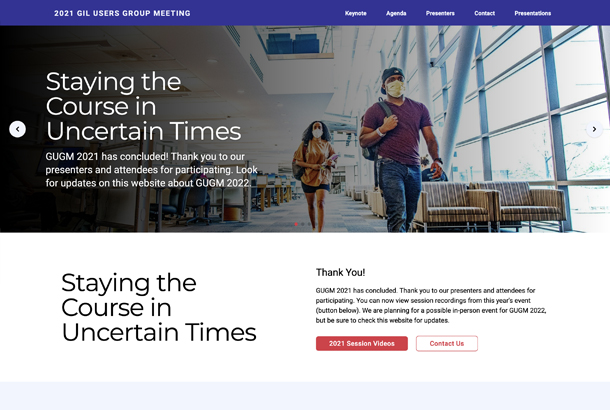 2021 GIL USERS GROUP MEETING
Keynote Agenda Presenters Contact Presentations
Staying the
Course in
Uncertain Times
GUGM 2021 has concluded! Thank you to our
presenters and attendees for participating. Look
for updates on this website about GUGM 2022.
Staying the
Course in
Uncertain Times
Thank You!
GUGM 2021 has concluded. Thank you to our presenters and attendees for
participating. You can now view session recordings from this year's event
(button below). We are planning for a possible in-person event for GUGM 2022,
but be sure to check this website for updates.
2021 Session Videos Contact Us